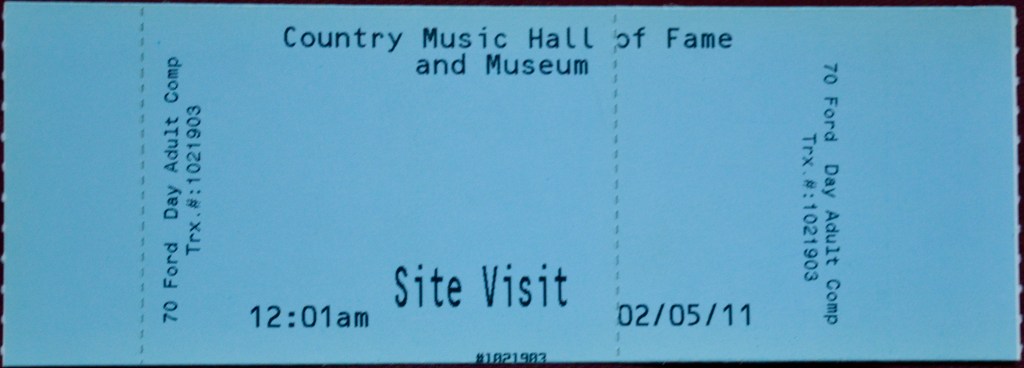 Country Music Hall of Fame
and Museum
70 Ford Day Adult Comp
Trx.#:1021903
Site Visit
12:01am
02/05/11
70 Ford Day Adult Comp
Trx.#:1021903
#1021903